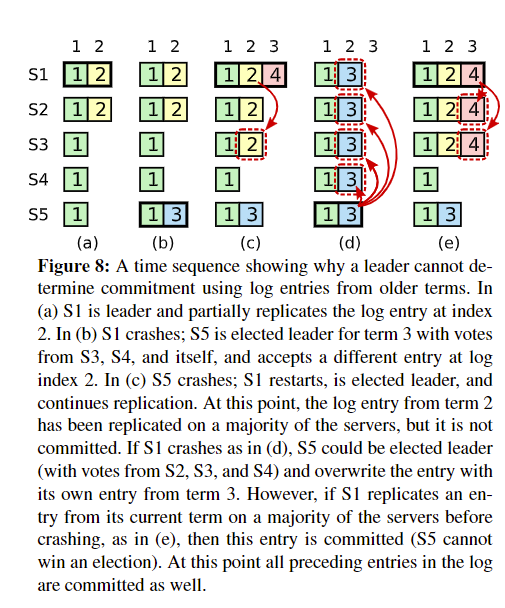 1 2 1 2 1 2 3 1 2 3 1 2 3
S1 1 2 1 2 1 2 4 1 3 1 2 4
S2 1 2 1 2 1 2 1 3 1 2 4
S3 1 1 1 2 1 3 1 2 4
S4 1 1 1 1 3 1
S5 1 1 3 1 3 1 3 1 3
(a) (b) (c) (d) (e)
Figure 8: A time sequence showing why a leader cannot de-
termine commitment using log entries from older terms. In
(a) S1 is leader and partially replicates the log entry at index
2. In (b) S1 crashes; S5 is elected leader for term 3 with votes
from S3, S4, and itself, and accepts a different entry at log
index 2. In (c) S5 crashes; S1 restarts, is elected leader, and
continues replication. At this point, the log entry from term 2
has been replicated on a majority of the servers, but it is not
committed. If S1 crashes as in (d), S5 could be elected leader
(with votes from S2, S3, and S4) and overwrite the entry with
its own entry from term 3. However, if S1 replicates an en-
try from its current term on a majority of the servers before
crashing, as in (e), then this entry is committed (S5 cannot
win an election). At this point all preceding entries in the log
are committed as well.